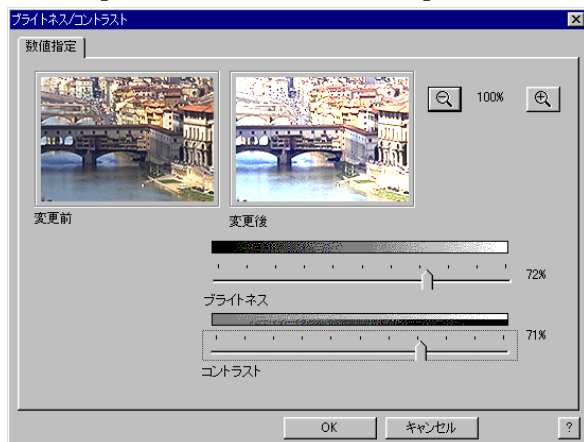 ブライトネス/コントラスト
数値指定
100%
変更前
変更後
72%
ブライトネス
71%
コントラスト
OK
キャンセル
?